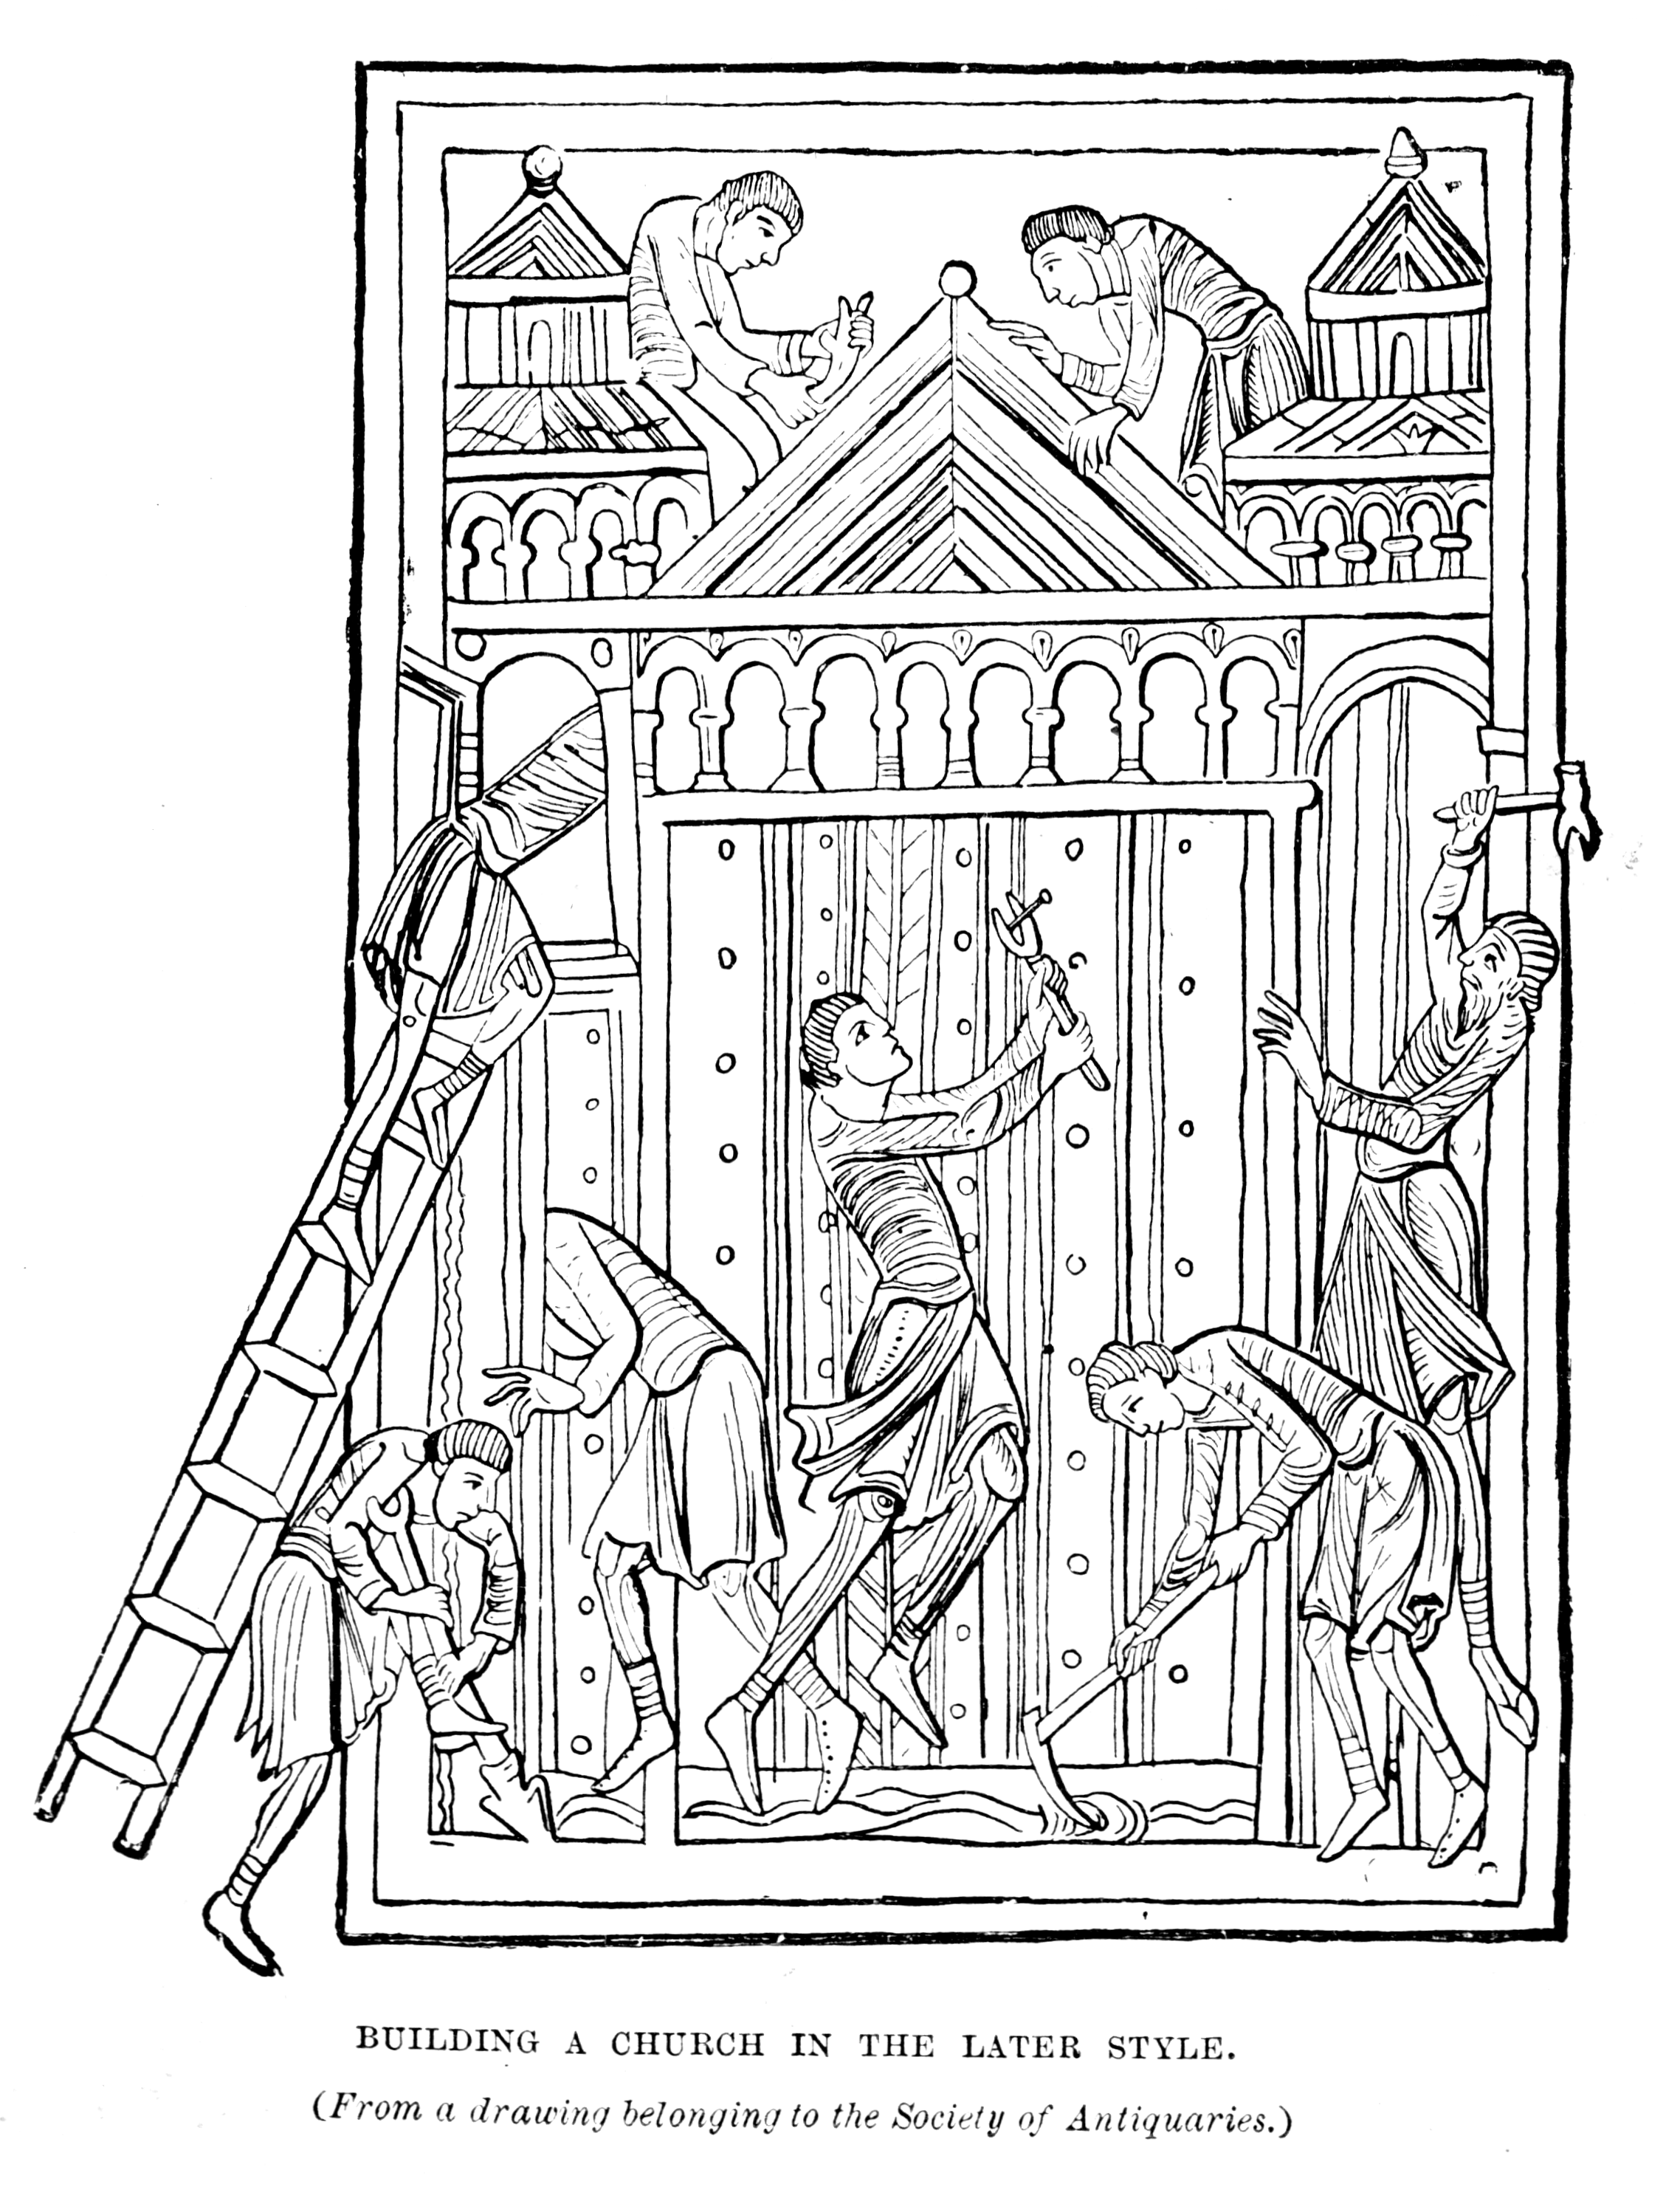 BUILDING A CHURCH IN THE LATER STYLE.
(From a drawing belonging to the Society of Antiquaries.)